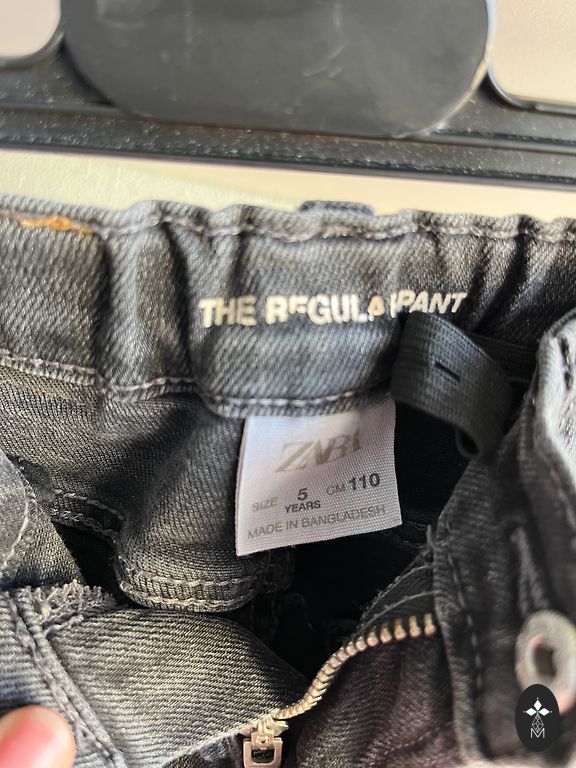 THE REGULAR PANT
ZARA
SIZE 5 YEARS CM 110
MADE IN BANGLADESH
M